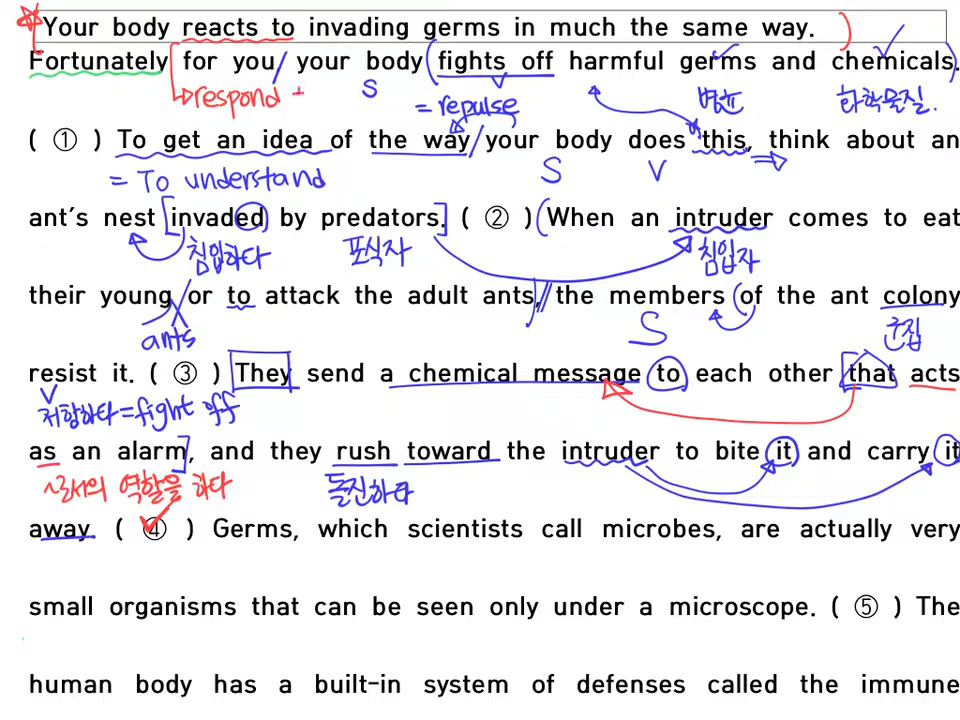 Your body reacts to invading germs in much the same way.
Fortunately for you, your body fights off harmful germs and chemicals.
respond + S = repulse 병균 화학물질.
( ① ) To get an idea of the way your body does this, think about an
= To understand S V
ant's nest invaded by predators. ( ② ) When an intruder comes to eat
침입하다 포식자 침입자
their young or to attack the adult ants, the members of the ant colony
ants S 군집
resist it. ( ③ ) They send a chemical message to each other that acts
V 저항하다 = fight off
as an alarm, and they rush toward the intruder to bite it and carry it
~로서의 역할을 하다 돌진하다
away. ( ④ ) Germs, which scientists call microbes, are actually very
small organisms that can be seen only under a microscope. ( ⑤ ) The
human body has a built-in system of defenses called the immune